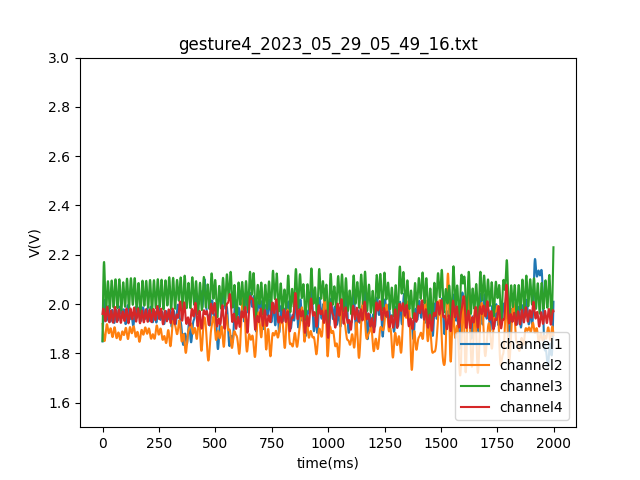 gesture4_2023_05_29_05_49_16.txt
V(V)
3.0
2.8
2.6
2.4
2.2
2.0
1.8
1.6
channel1
channel2
channel3
channel4
0 250 500 750 1000 1250 1500 1750 2000
time(ms)